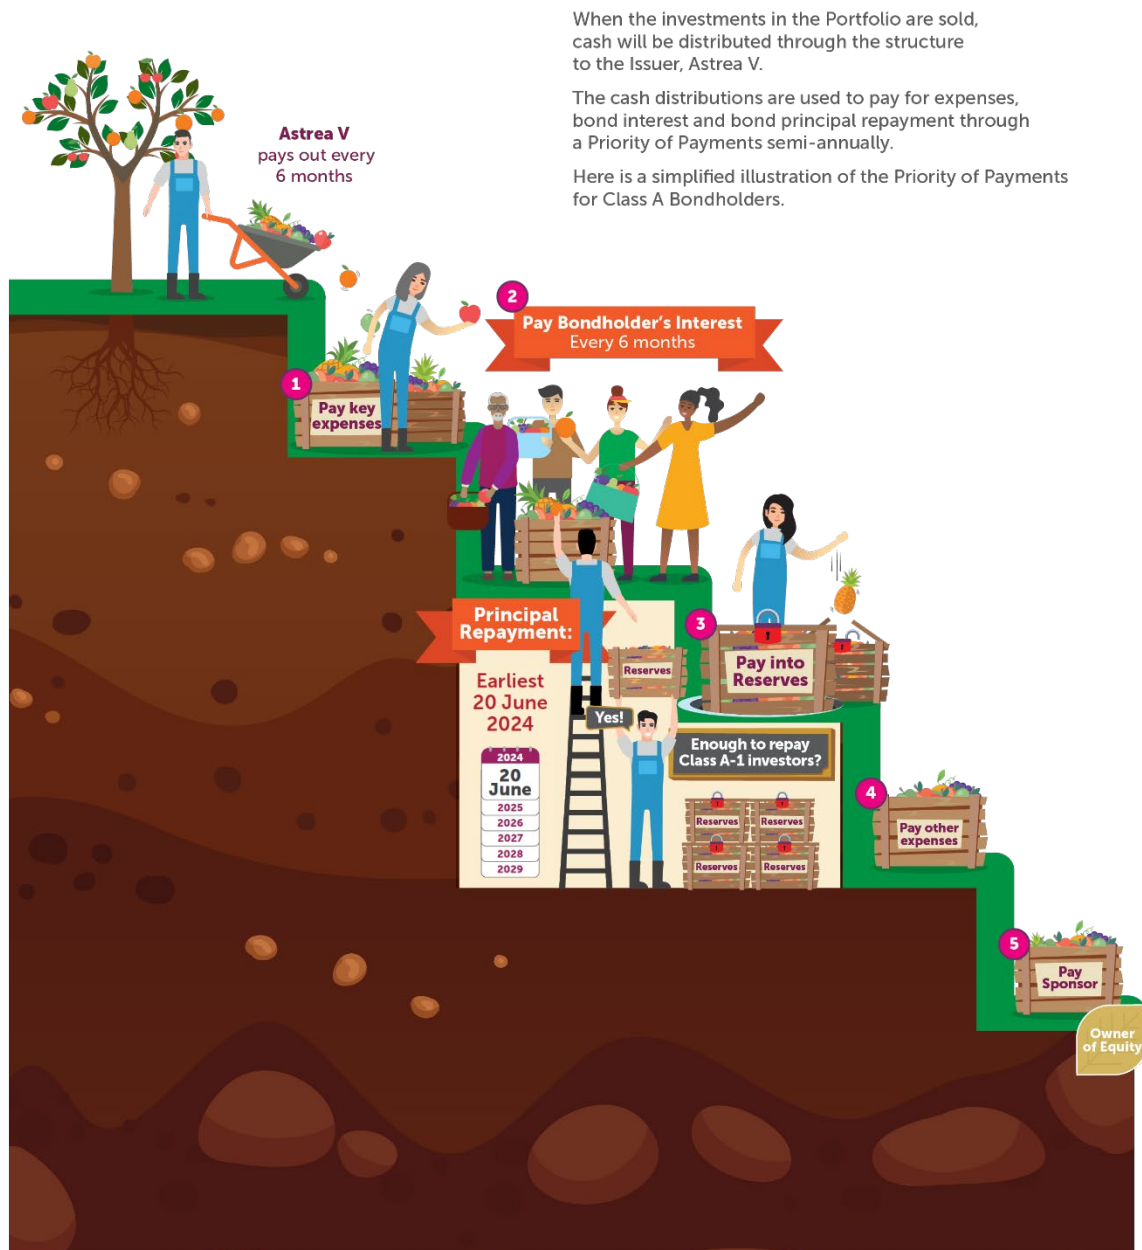 When the investments in the Portfolio are sold,
cash will be distributed through the structure
to the Issuer, Astrea V.
The cash distributions are used to pay for expenses,
bond interest and bond principal repayment through
a Priority of Payments semi-annually.
Here is a simplified illustration of the Priority of Payments
for Class A Bondholders.
Astrea V
pays out every
6 months
1
Pay key
expenses
2
Pay Bondholder's Interest
Every 6 months
Principal
Repayment:
Earliest
20 June
2024
2024
20
June
2025
2026
2027
2028
2029
Reserves
Yes!
3
Pay into
Reserves
Enough to repay
Class A-1 investors?
Reserves
Reserves
Reserves
Reserves
4
Pay other
expenses
5
Pay
Sponsor
Owner
of Equity